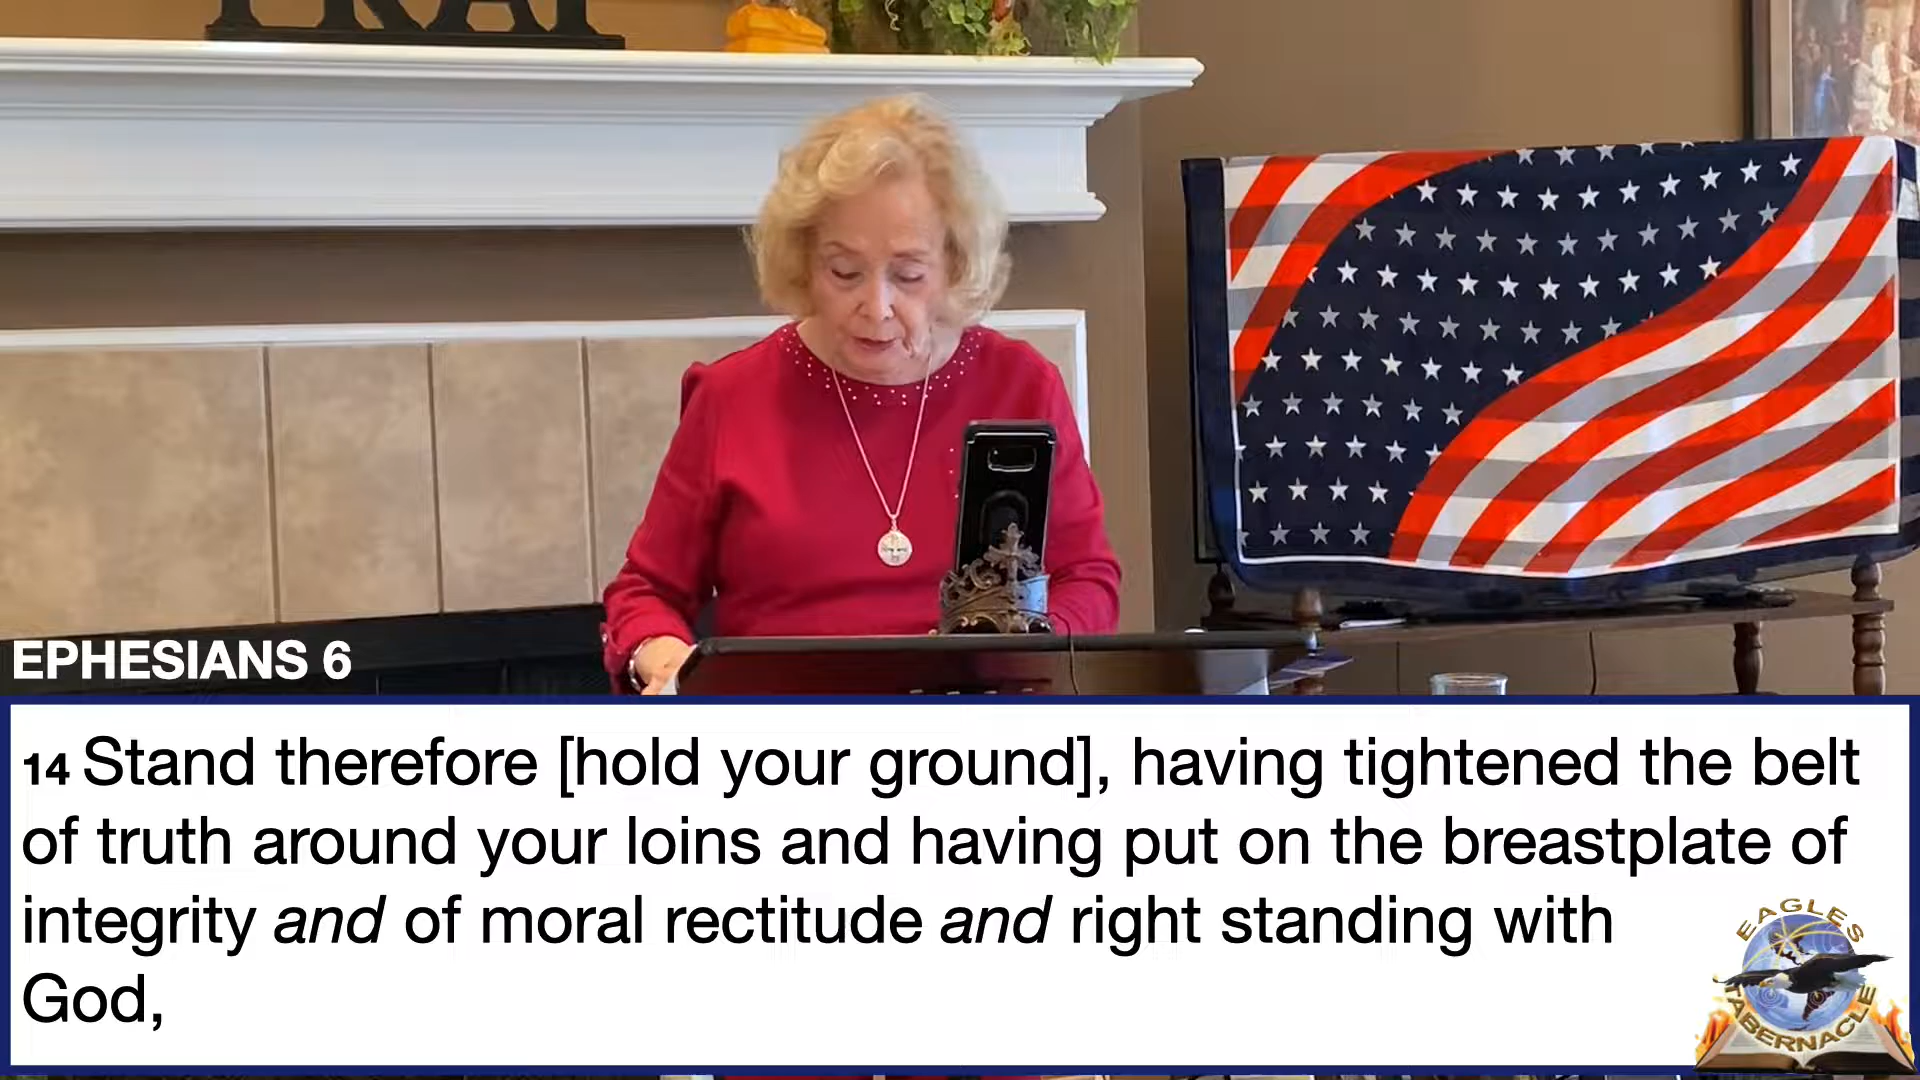 PRAY
EPHESIANS 6
14 Stand therefore [hold your ground], having tightened the belt
of truth around your loins and having put on the breastplate of
integrity and of moral rectitude and right standing with
God,
EAGLES
TABERNACLE